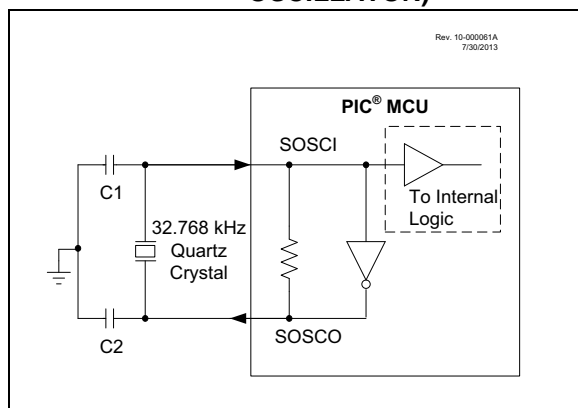 OSCILLATOR)
Rev. 10-000061A
7/30/2013
PIC® MCU
SOSCI
C1
To Internal
Logic
32.768 kHz
Quartz
Crystal
SOSCO
C2